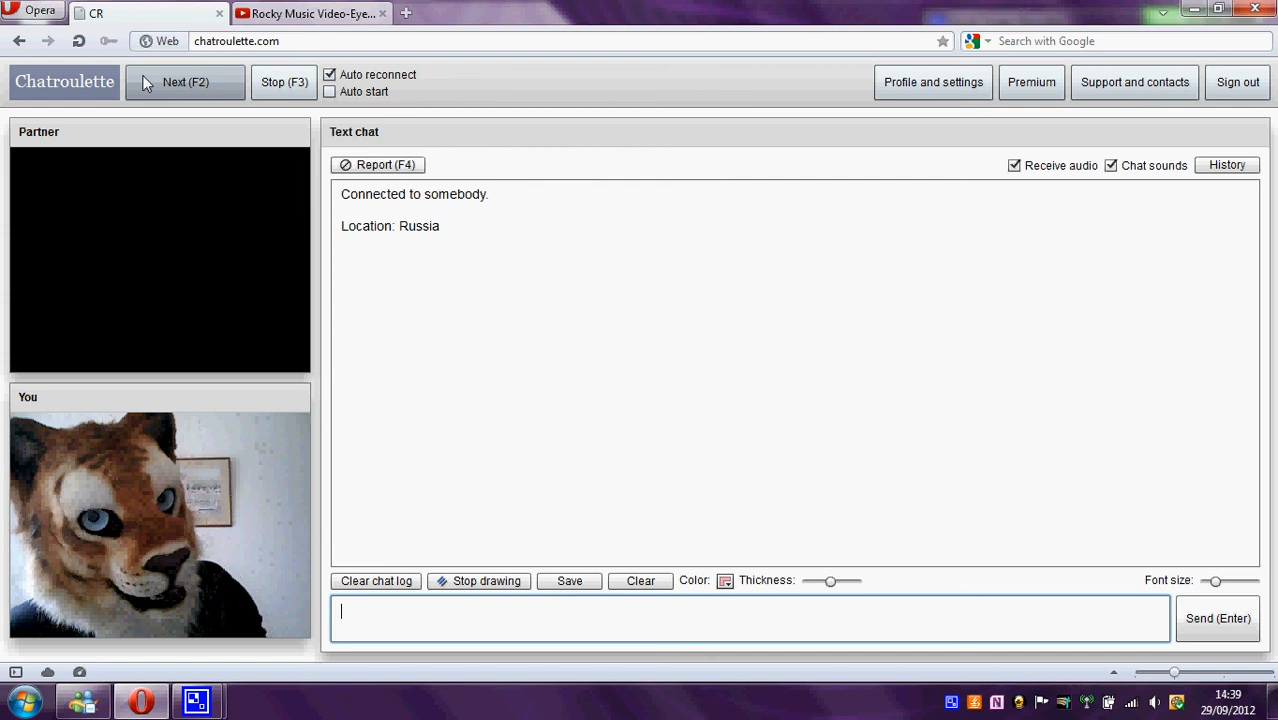 Opera
CR
Rocky Music Video-Eye...
Web
chatroulette.com
Search with Google
Chatroulette
Next (F2)
Stop (F3)
Auto reconnect
Auto start
Profile and settings
Premium
Support and contacts
Sign out
Partner
Text chat
Report (F4)
Receive audio
Chat sounds
History
Connected to somebody.
Location: Russia
You
Clear chat log
Stop drawing
Save
Clear
Color:
Thickness:
Font size:
Send (Enter)
N
14:39
29/09/2012